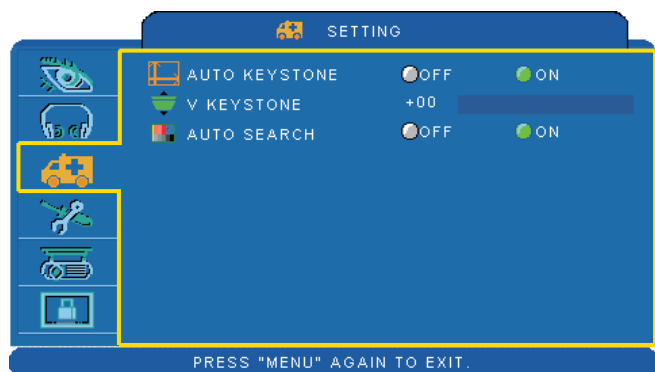 SETTING
AUTO KEYSTONE OFF ON
V KEYSTONE +00
AUTO SEARCH OFF ON
PRESS "MENU" AGAIN TO EXIT.